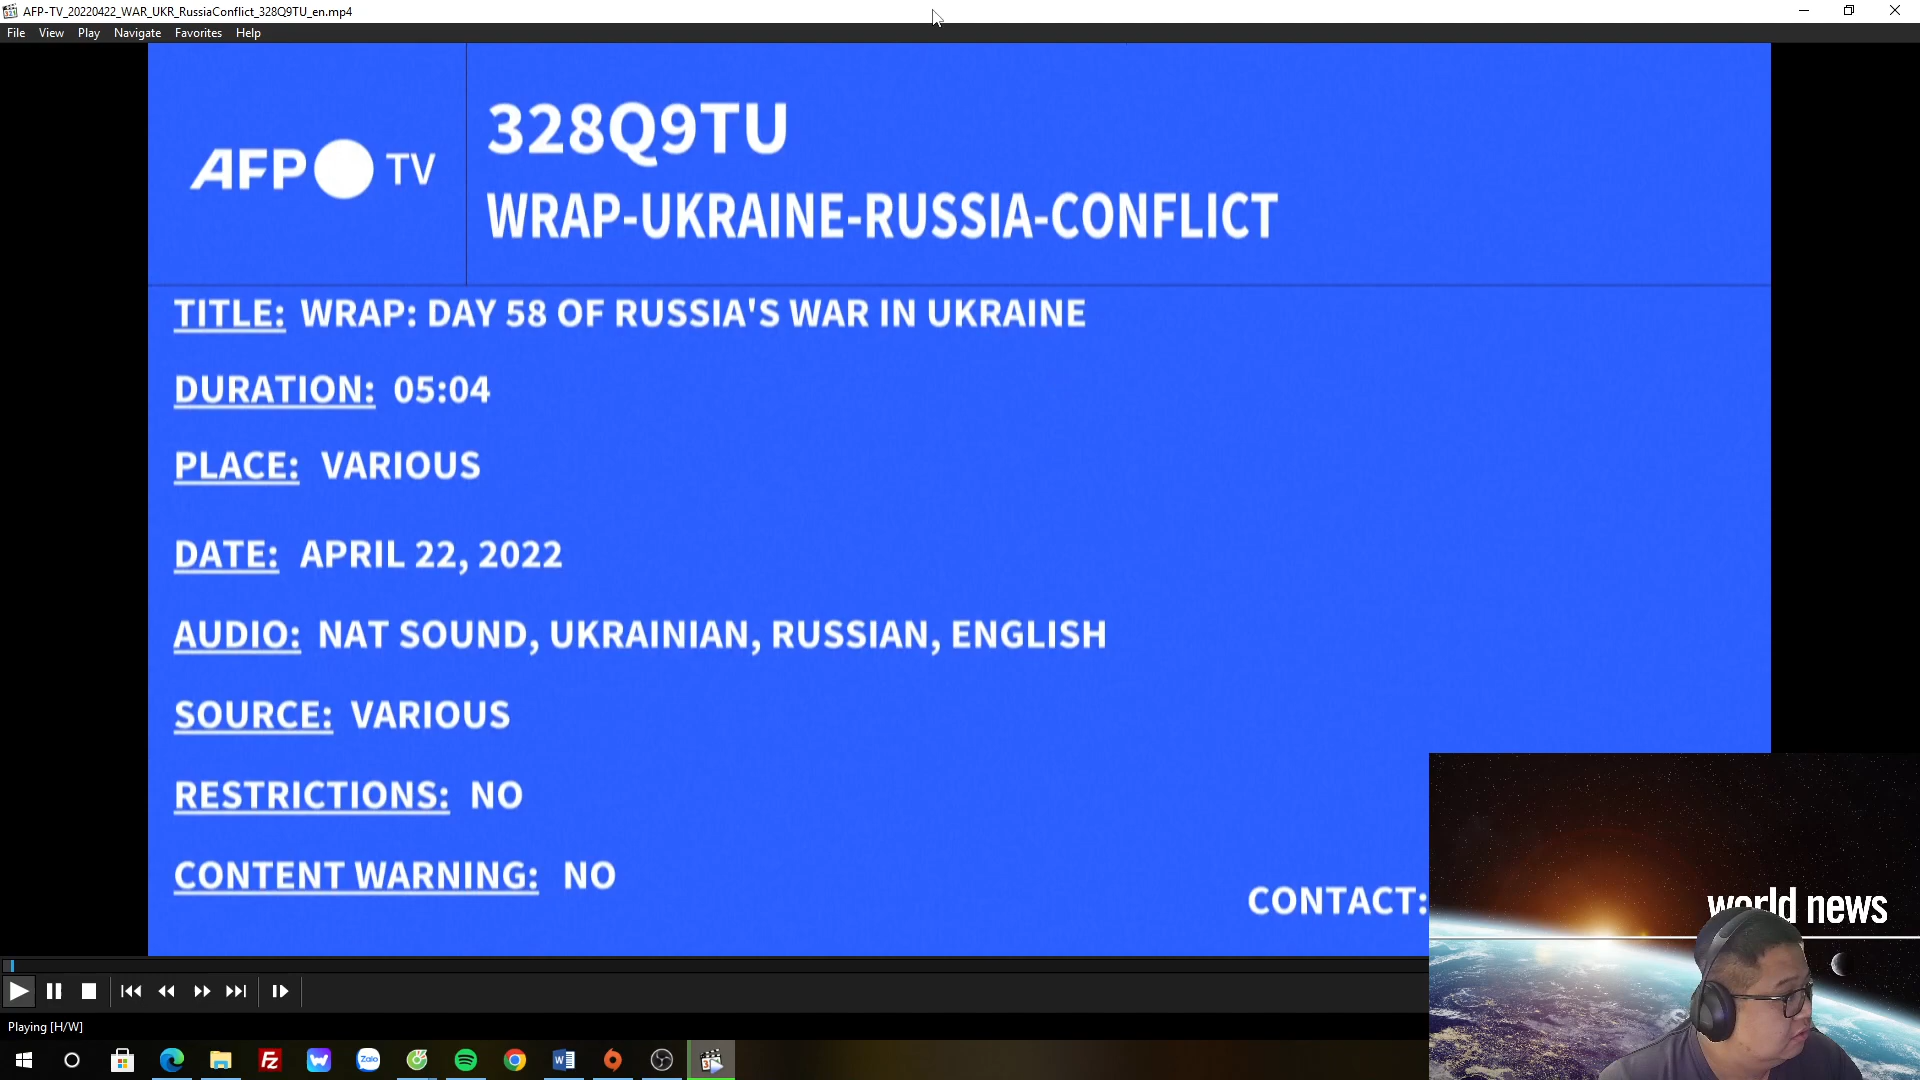 AFP-TV_20220422_WAR_UKR_RussiaConflict_328Q9TU_en.mp4
File View Play Navigate Favorites Help
AFP TV
328Q9TU
WRAP-UKRAINE-RUSSIA-CONFLICT
TITLE: WRAP: DAY 58 OF RUSSIA'S WAR IN UKRAINE
DURATION: 05:04
PLACE: VARIOUS
DATE: APRIL 22, 2022
AUDIO: NAT SOUND, UKRAINIAN, RUSSIAN, ENGLISH
SOURCE: VARIOUS
RESTRICTIONS: NO
CONTENT WARNING: NO
CONTACT:
world news
Playing [H/W]
Fz
Zalo
W